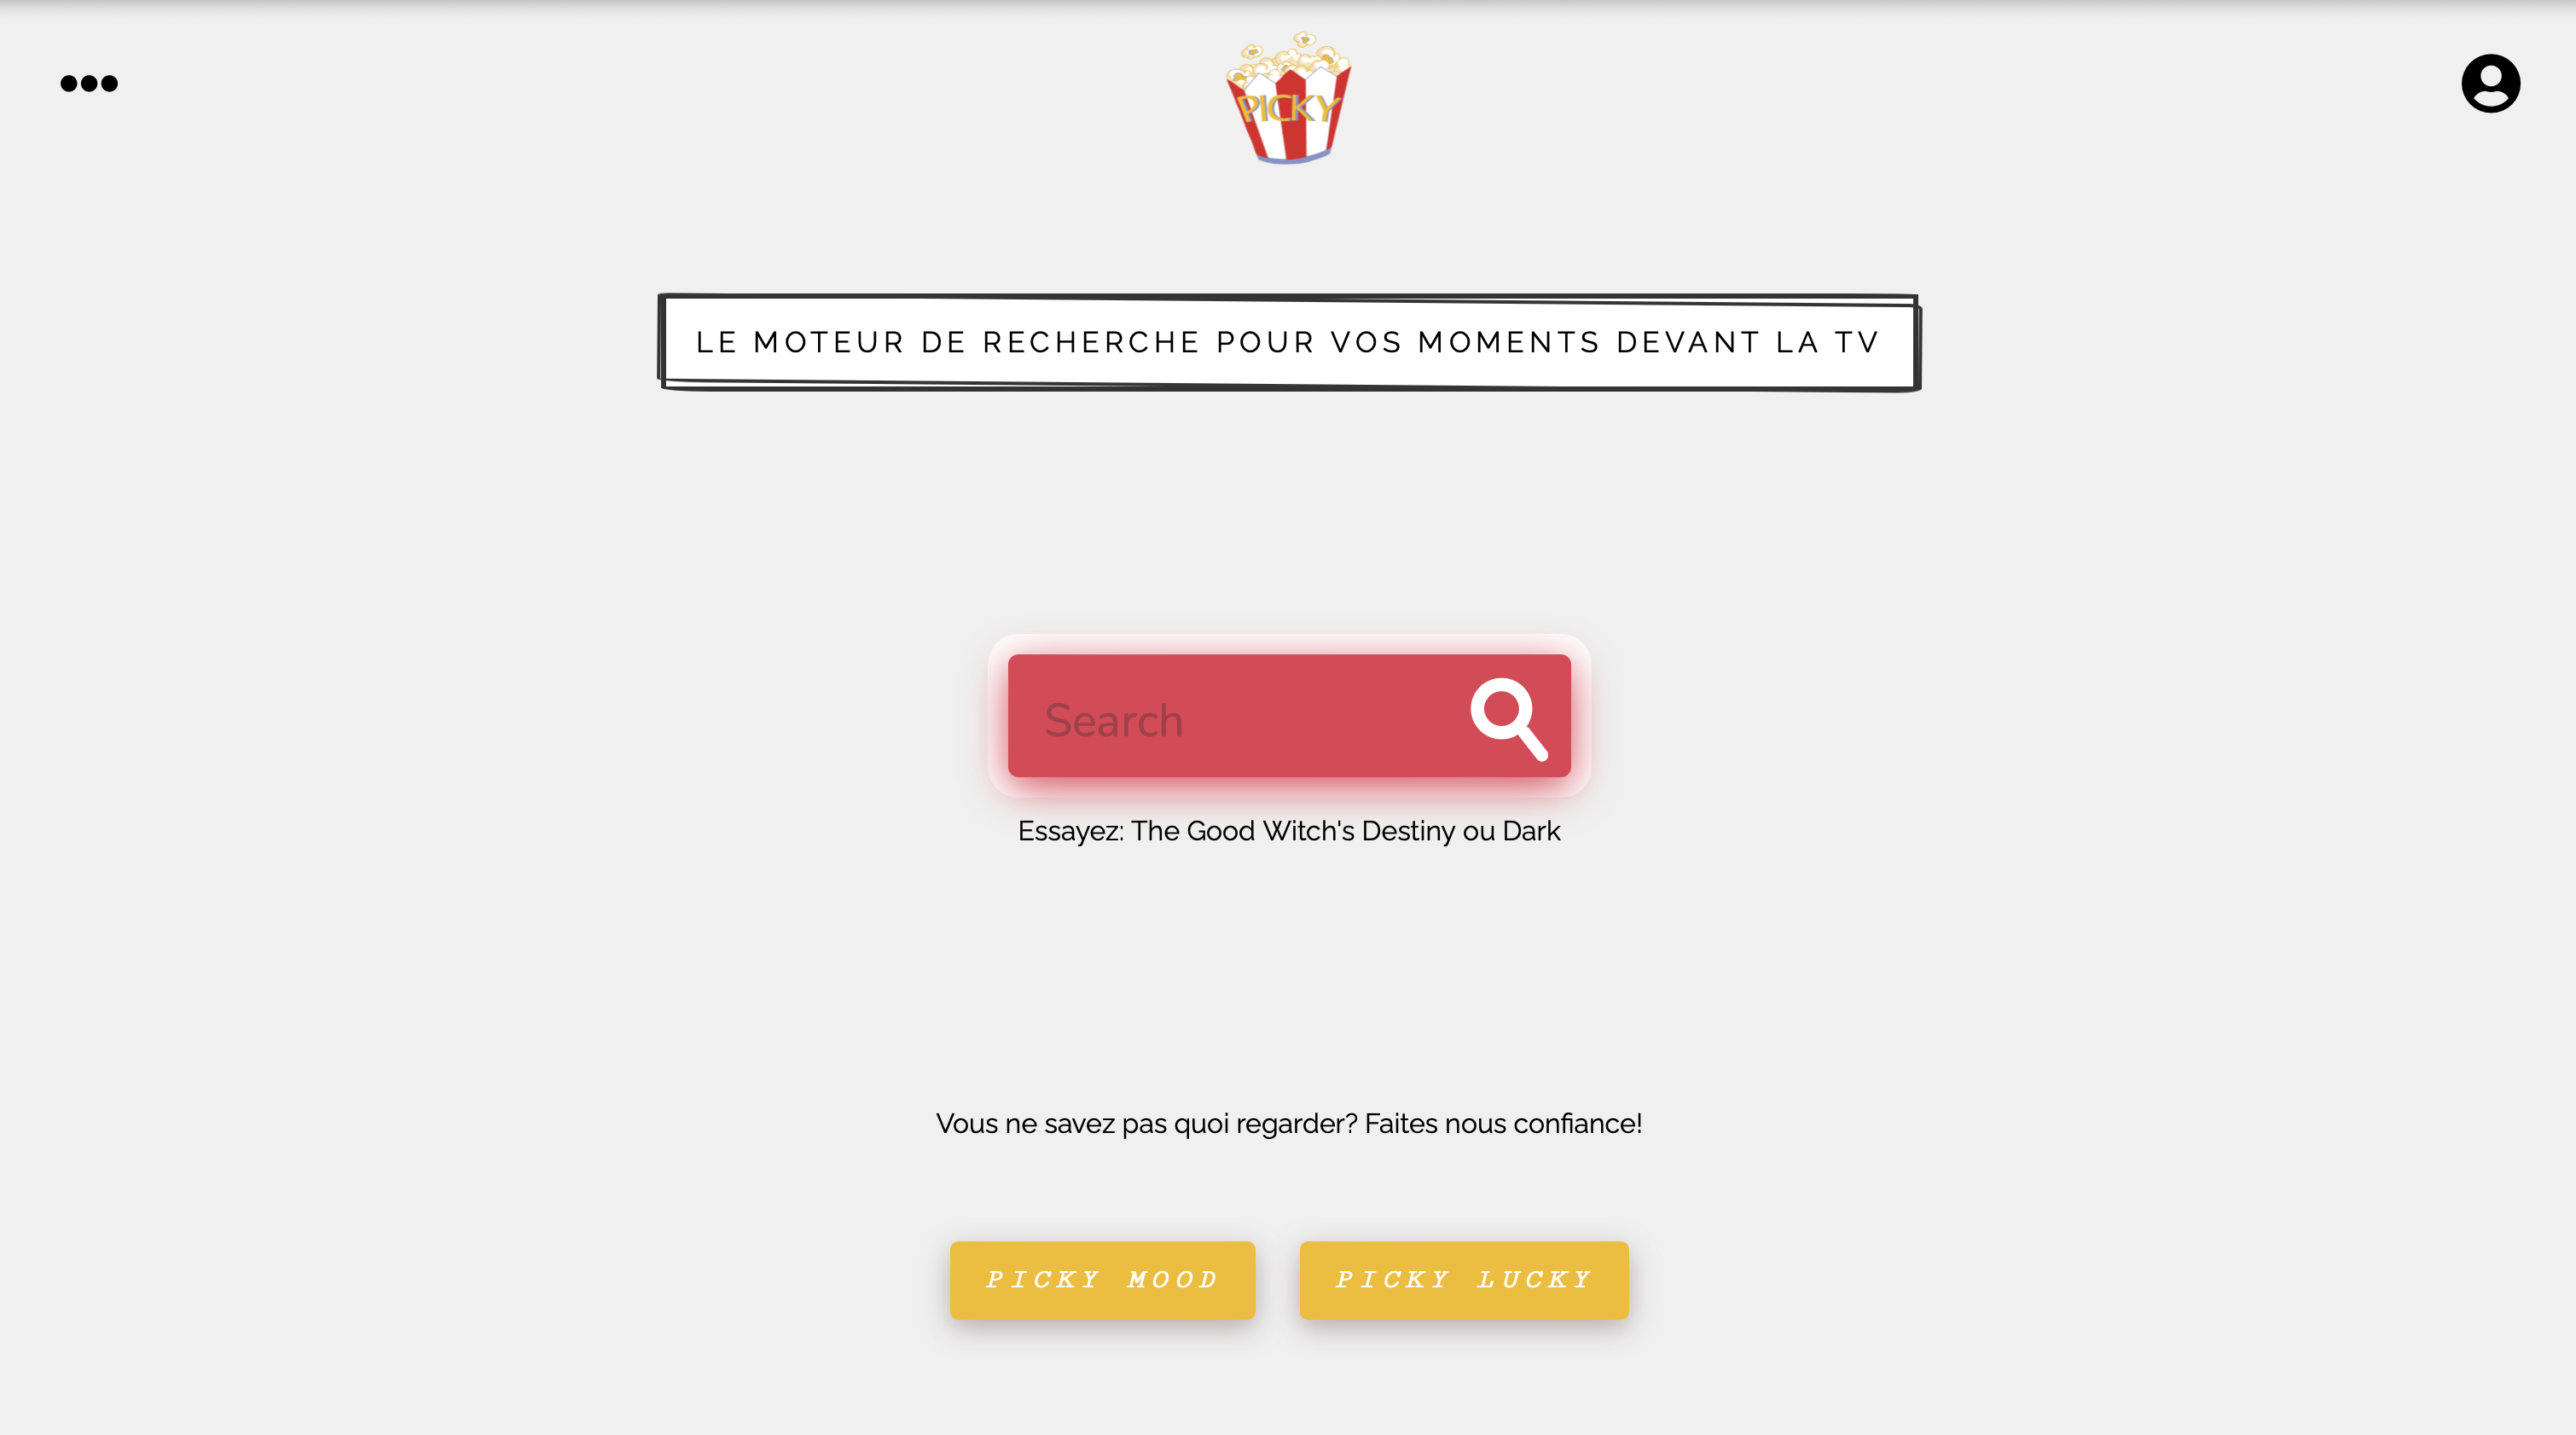 PICKY
LE MOTEUR DE RECHERCHE POUR VOS MOMENTS DEVANT LA TV
Search
Essayez: The Good Witch's Destiny ou Dark
Vous ne savez pas quoi regarder? Faites nous confiance!
PICKY MOOD
PICKY LUCKY